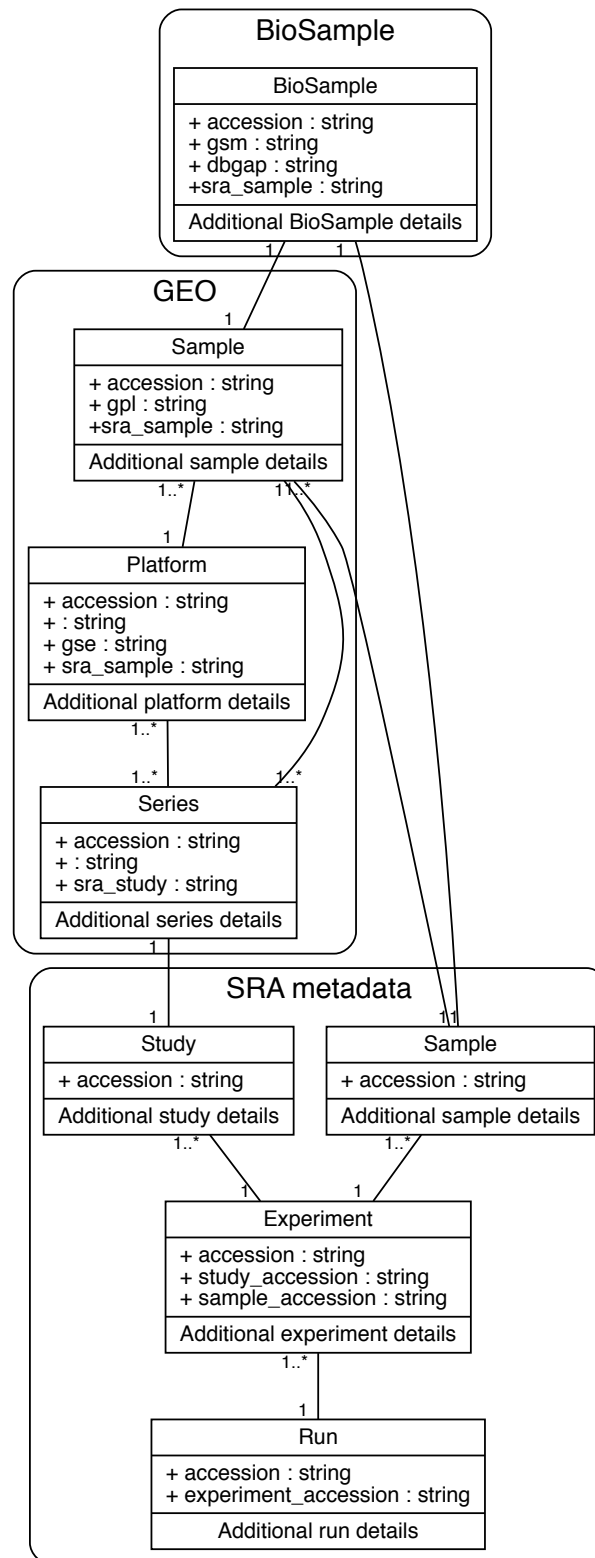 BioSample
BioSample
+ accession : string
+ gsm : string
+ dbgap : string
+sra_sample : string
Additional BioSample details
1 1
GEO
1
Sample
+ accession : string
+ gpl : string
+sra_sample : string
Additional sample details
1..* 1 1..*
1
Platform
+ accession : string
+ : string
+ gse : string
+ sra_sample : string
Additional platform details
1..*
1..* 1..*
Series
+ accession : string
+ : string
+ sra_study : string
Additional series details
1
SRA metadata
1 1 1
Study
+ accession : string
Additional study details
1..*
Sample
+ accession : string
Additional sample details
1..*
1 1
Experiment
+ accession : string
+ study_accession : string
+ sample_accession : string
Additional experiment details
1..*
1
Run
+ accession : string
+ experiment_accession : string
Additional run details